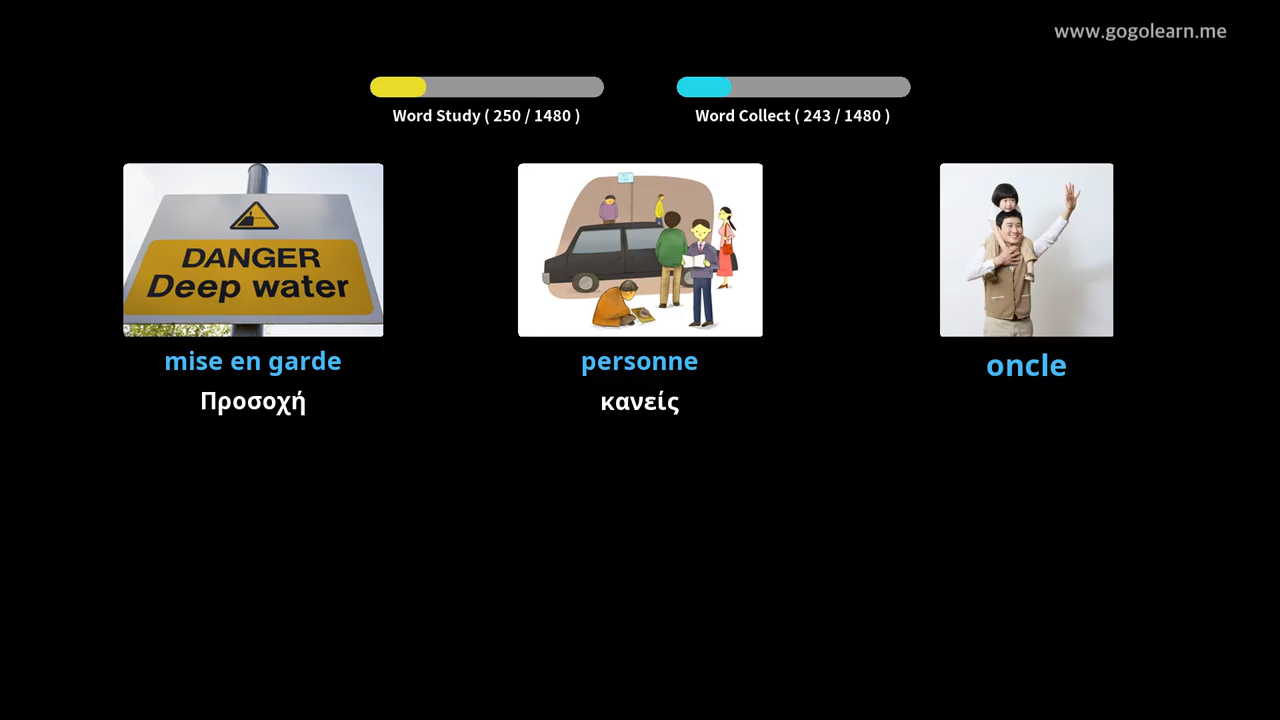 www.gogolearn.me
Word Study ( 250 / 1480 )
Word Collect ( 243 / 1480 )
DANGER
Deep water
mise en garde
Προσοχή
personne
κανείς
oncle